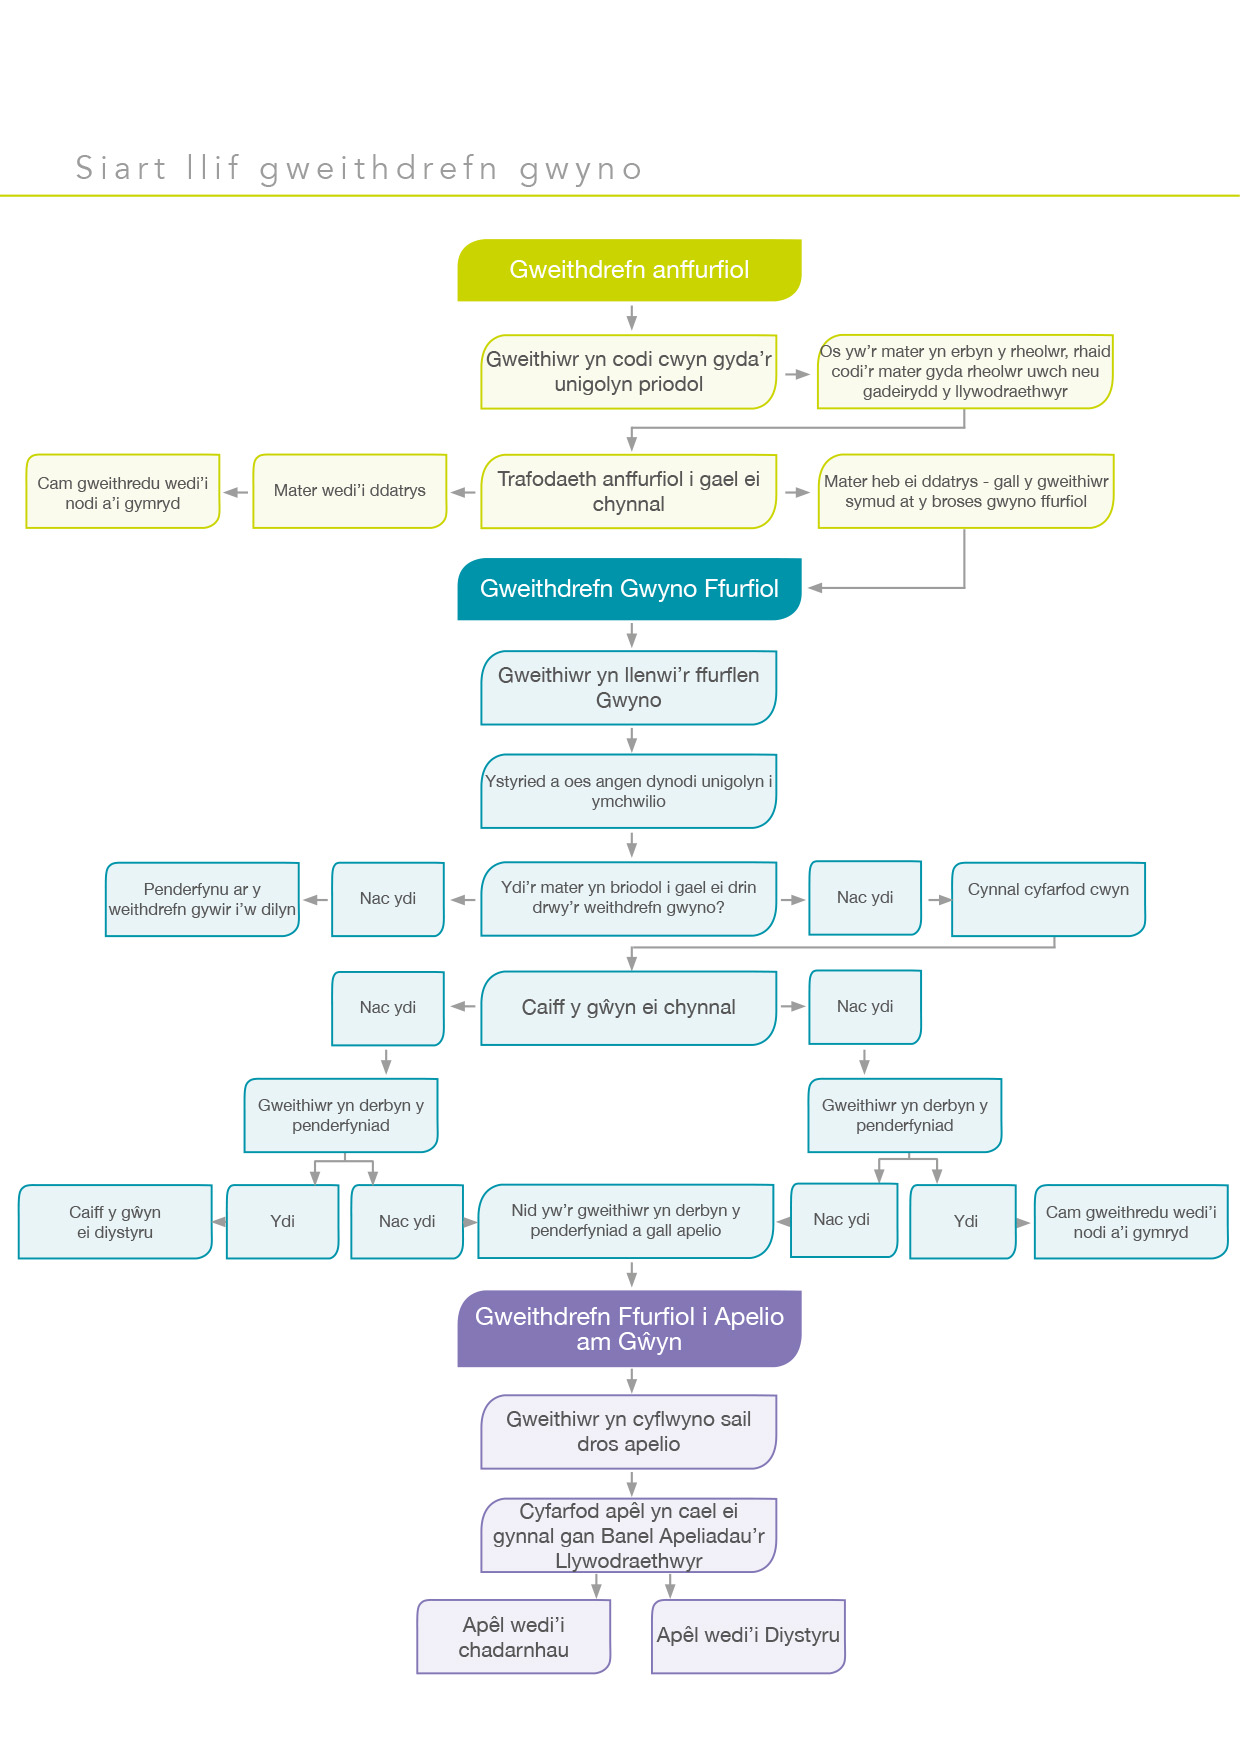 Siart llif gweithdrefn gwyno
Gweithdrefn anffurfiol
Gweithiwr yn codi cwyn gyda’r
unigolyn priodol
Os yw’r mater yn erbyn y rheolwr, rhaid
codi’r mater gyda rheolwr uwch neu
gadeirydd y llywodraethwyr
Cam gweithredu wedi’i
nodi a’i gymryd
Mater wedi’i ddatrys
Trafodaeth anffurfiol i gael ei
chynnal
Mater heb ei ddatrys - gall y gweithiwr
symud at y broses gwyno ffurfiol
Gweithdrefn Gwyno Ffurfiol
Gweithiwr yn llenwi’r ffurflen
Gwyno
Ystyried a oes angen dynodi unigolyn i
ymchwilio
Penderfynu ar y
weithdrefn gywir i’w dilyn
Nac ydi
Ydi’r mater yn briodol i gael ei drin
drwy’r weithdrefn gwyno?
Nac ydi
Cynnal cyfarfod cwyn
Nac ydi
Caiff y gŵyn ei chynnal
Nac ydi
Gweithiwr yn derbyn y
penderfyniad
Gweithiwr yn derbyn y
penderfyniad
Caiff y gŵyn
ei diystyru
Ydi
Nac ydi
Nid yw’r gweithiwr yn derbyn y
penderfyniad a gall apelio
Nac ydi
Ydi
Cam gweithredu wedi’i
nodi a’i gymryd
Gweithdrefn Ffurfiol i Apelio
am Gŵyn
Gweithiwr yn cyflwyno sail
dros apelio
Cyfarfod apêl yn cael ei
gynnal gan Banel Apeliadau’r
Llywodraethwyr
Apêl wedi’i
chadarnhau
Apêl wedi’i Diystyru